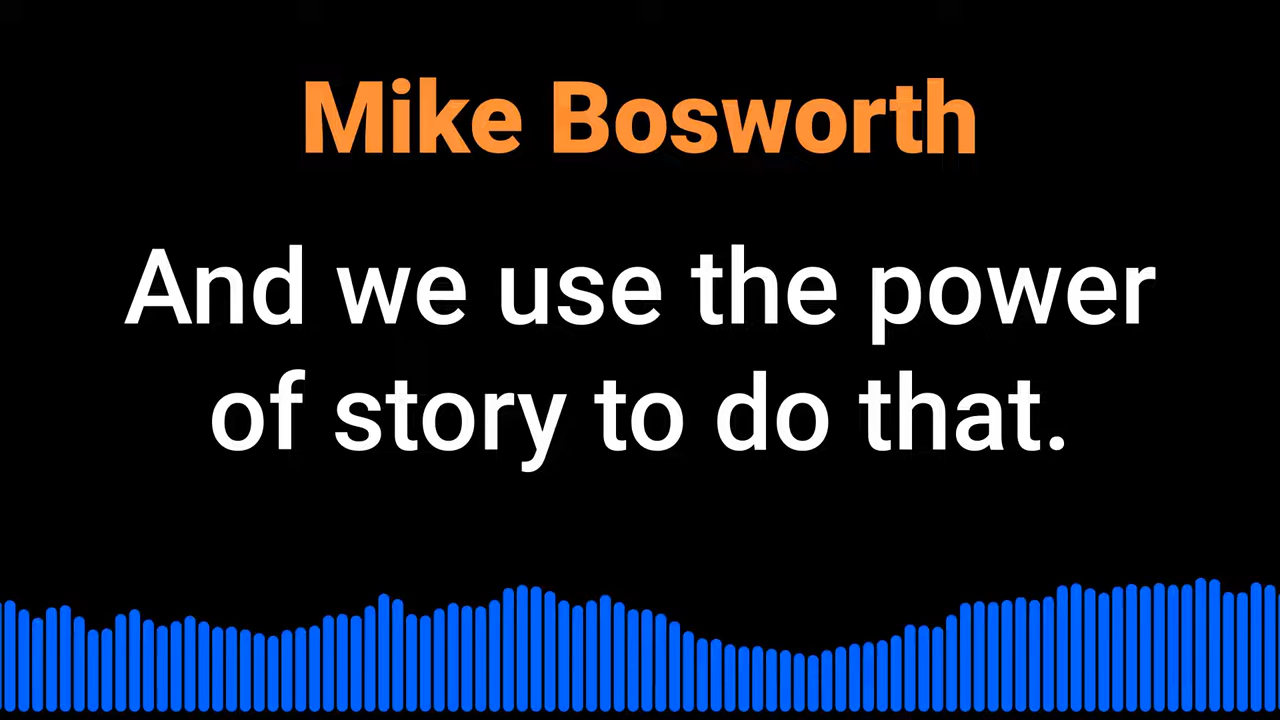 Mike Bosworth
And we use the power
of story to do that.